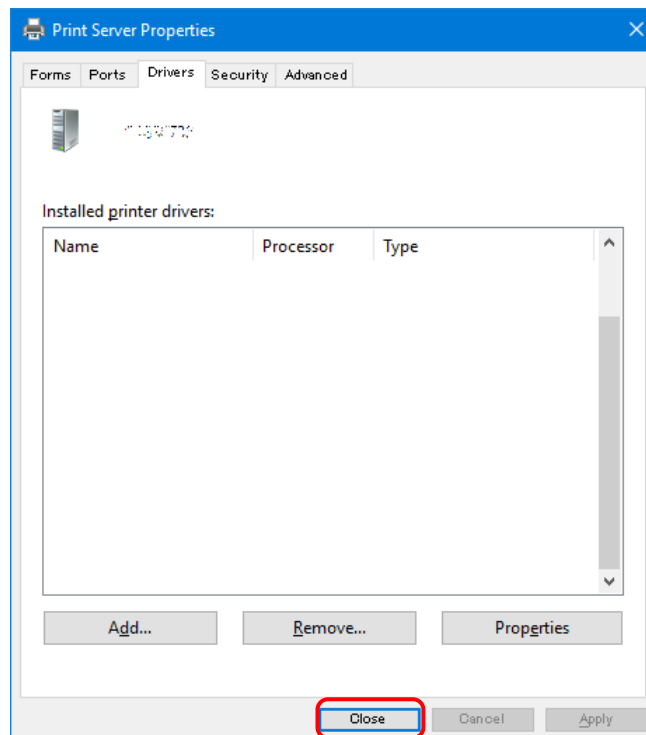 Print Server Properties
Forms Ports Drivers Security Advanced
Installed printer drivers:
Name Processor Type
Add... Remove... Properties
Close Cancel Apply